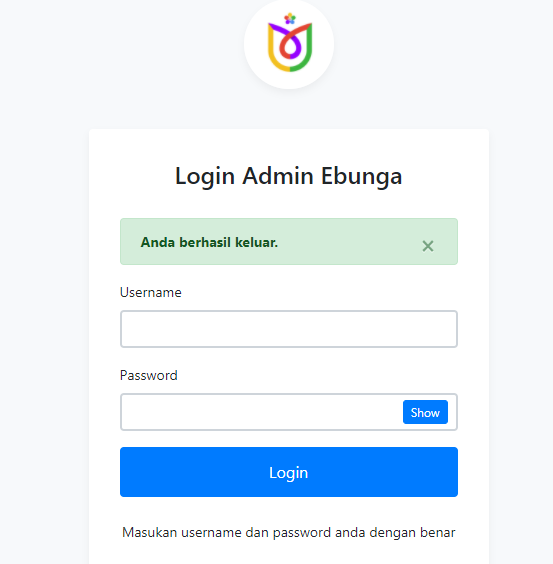 Login Admin Ebunga
Anda berhasil keluar. ×
Username
Password
Show
Login
Masukan username dan password anda dengan benar